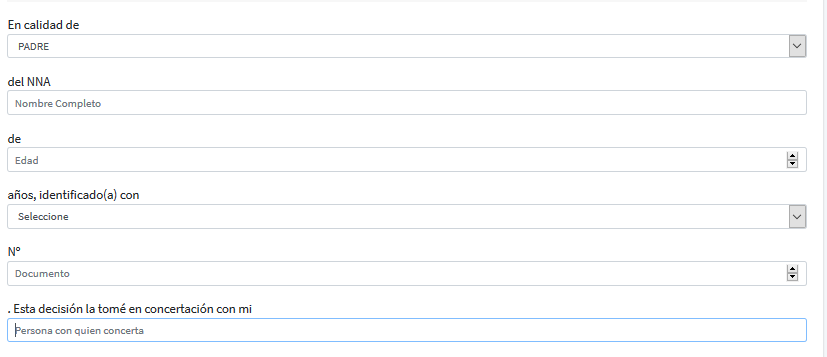 En calidad de
PADRE
del NNA
Nombre Completo
de
Edad
años, identificado(a) con
Seleccione
Nº
Documento
. Esta decisión la tomé en concertación con mi
Persona con quien concerta